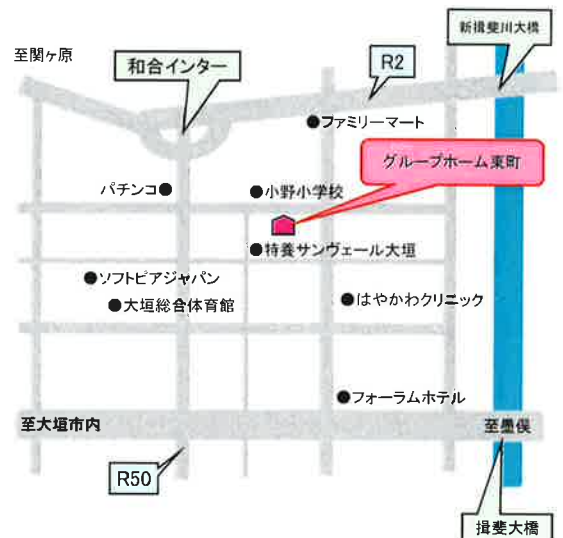 新揖斐川大橋
至関ヶ原
和合インター
R2
ファミリーマート
グループホーム東町
パチンコ
小野小学校
特養サンヴェール大垣
ソフトピアジャパン
大垣総合体育館
はやかわクリニック
フォーラムホテル
至大垣市内
至墨俣
R50
揖斐大橋